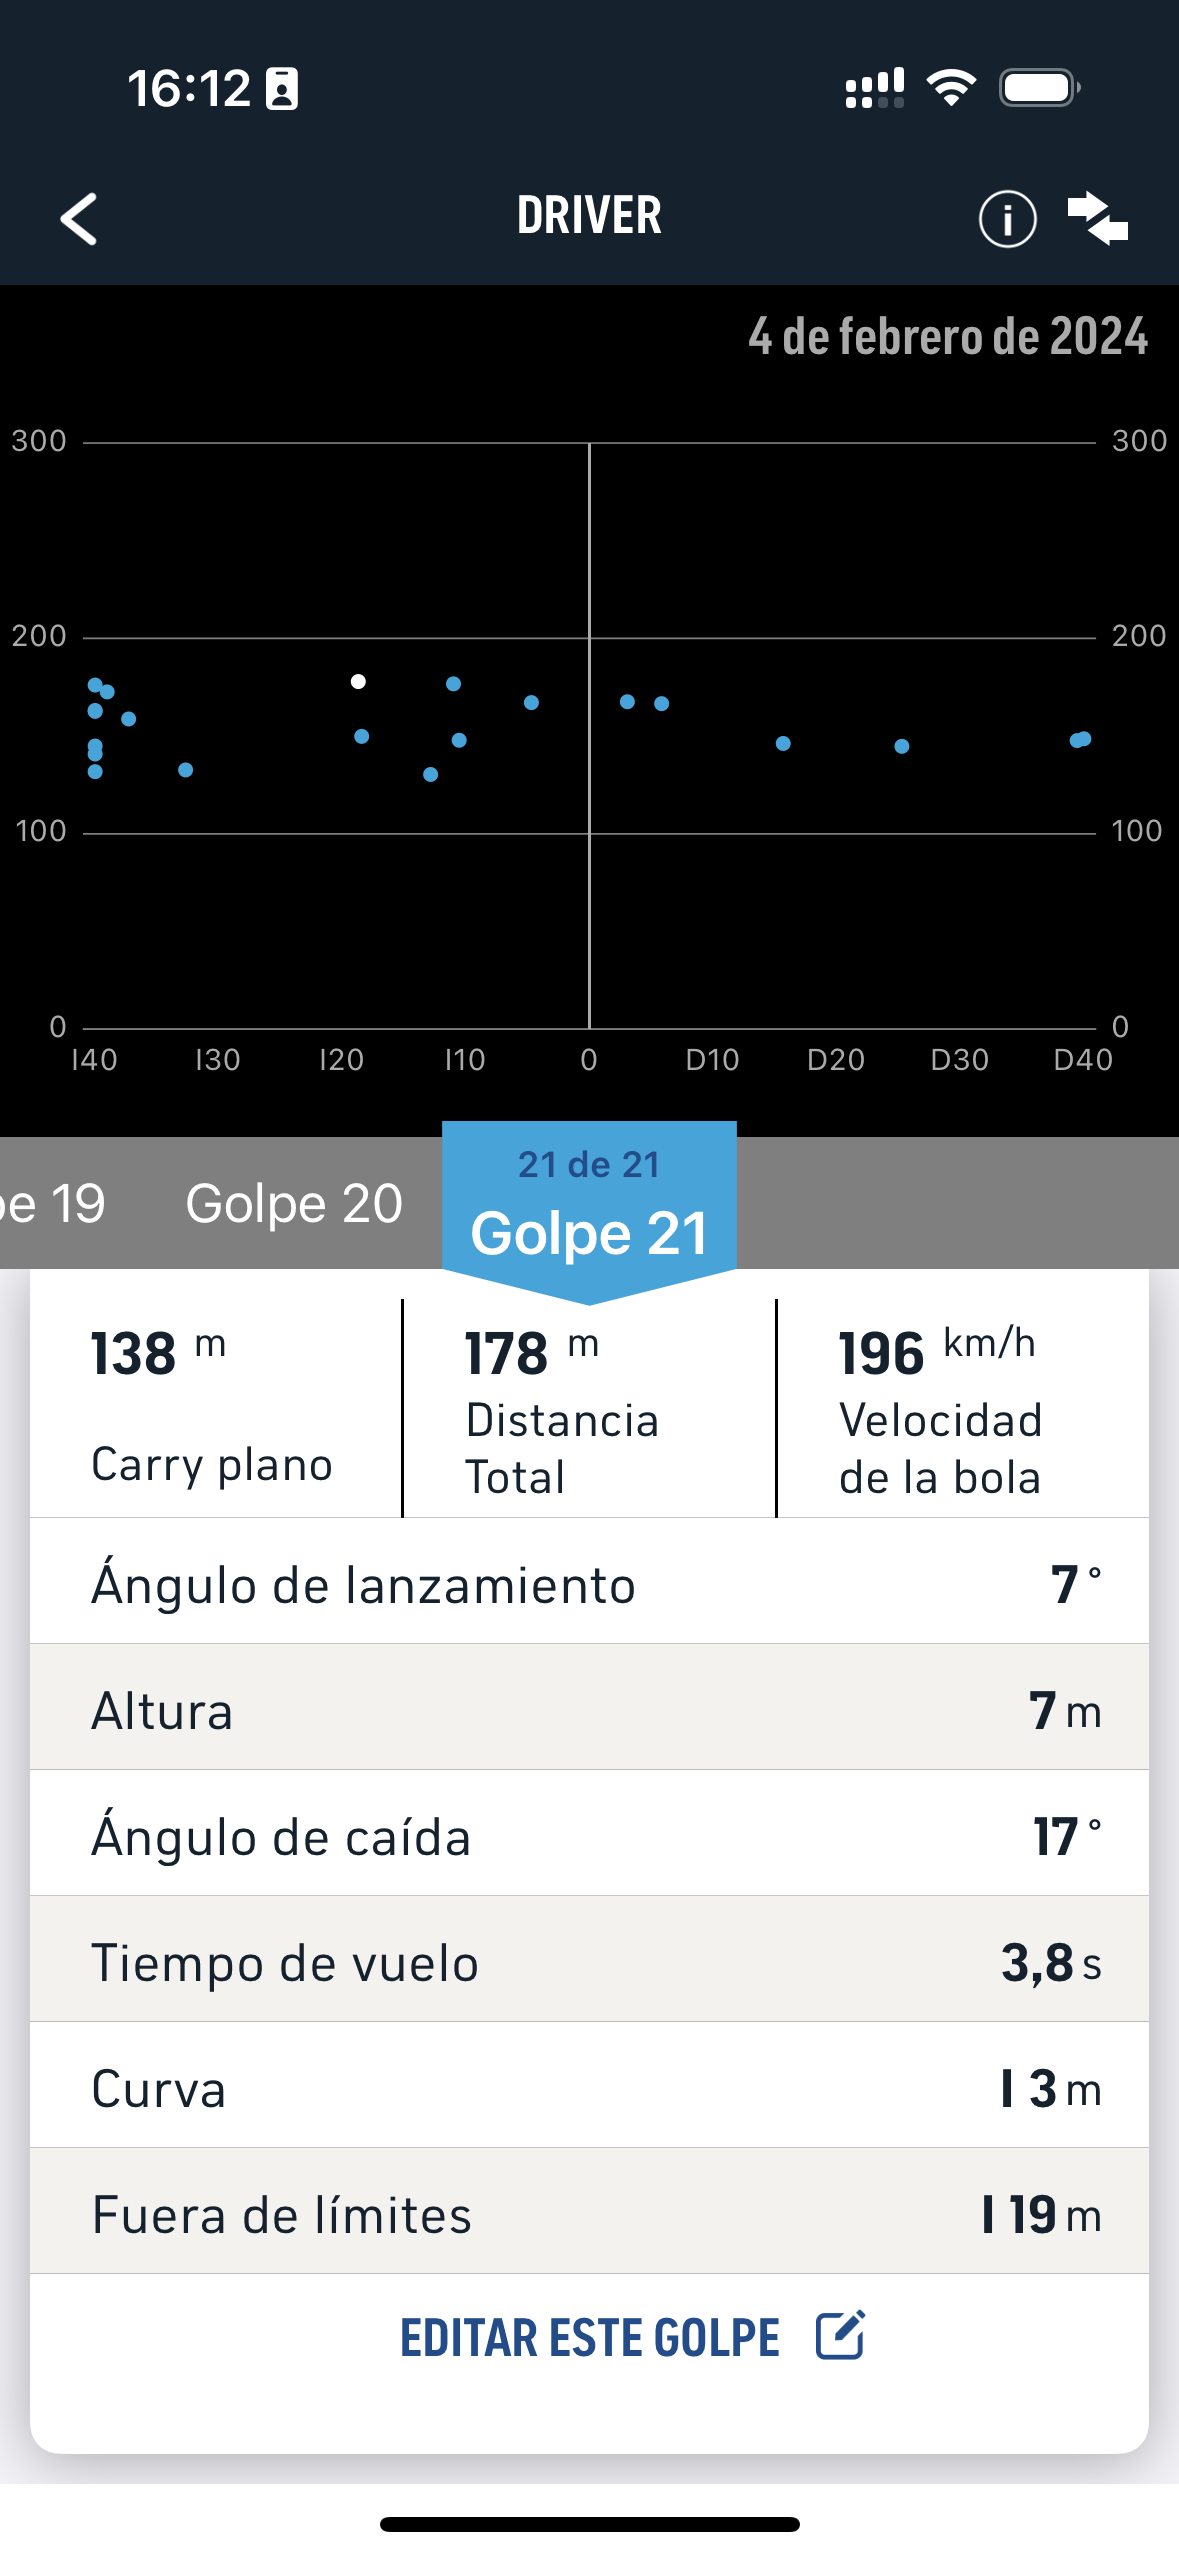 16:12
DRIVER
4 de febrero de 2024
300 300
200 200
100 100
0 0
I40 I30 I20 I10 0 D10 D20 D30 D40
21 de 21
pe 19 Golpe 20 Golpe 21
138 m 178 m 196 km/h
Carry plano Distancia Total Velocidad de la bola
Ángulo de lanzamiento 7°
Altura 7 m
Ángulo de caída 17°
Tiempo de vuelo 3,8 s
Curva I 3 m
Fuera de límites I 19 m
EDITAR ESTE GOLPE